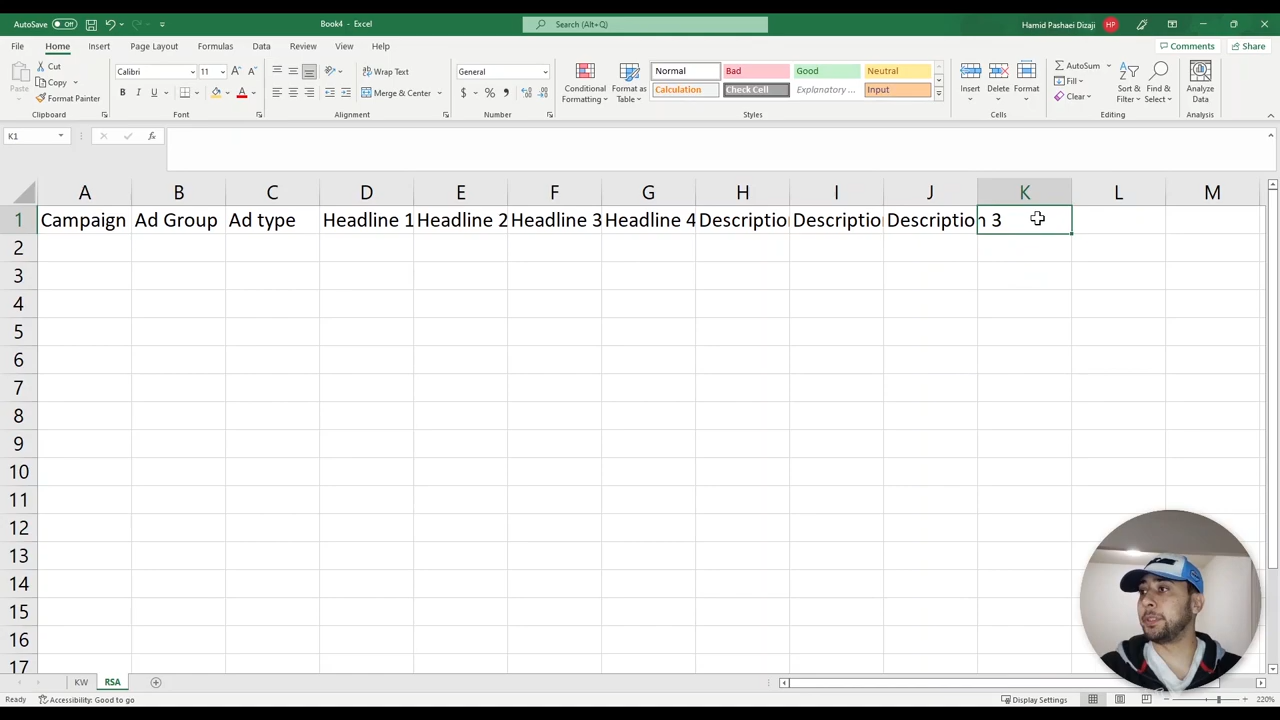 AutoSave Off Book4 - Excel Search (Alt+Q) Hamid Pashaei Dizaji HP
File Home Insert Page Layout Formulas Data Review View Help Comments Share
Paste Cut Copy Format Painter Clipboard
Calibri 11 A A B I U A Font
Wrap Text Merge & Center Alignment
General $ % Number
Conditional Formatting Format as Table
Normal Bad Good Neutral
Calculation Check Cell Explanatory ... Input
Styles
Insert Delete Format Cells
AutoSum Fill Clear Sort & Filter Find & Select Editing
Analyze Data Analysis
K1 fx
A B C D E F G H I J K L M
1 Campaign Ad Group Ad type Headline 1 Headline 2 Headline 3 Headline 4 Descriptio Descriptio Description 3
2
3
4
5
6
7
8
9
10
11
12
13
14
15
16
17
KW RSA
Ready Accessibility: Good to go Display Settings 220%